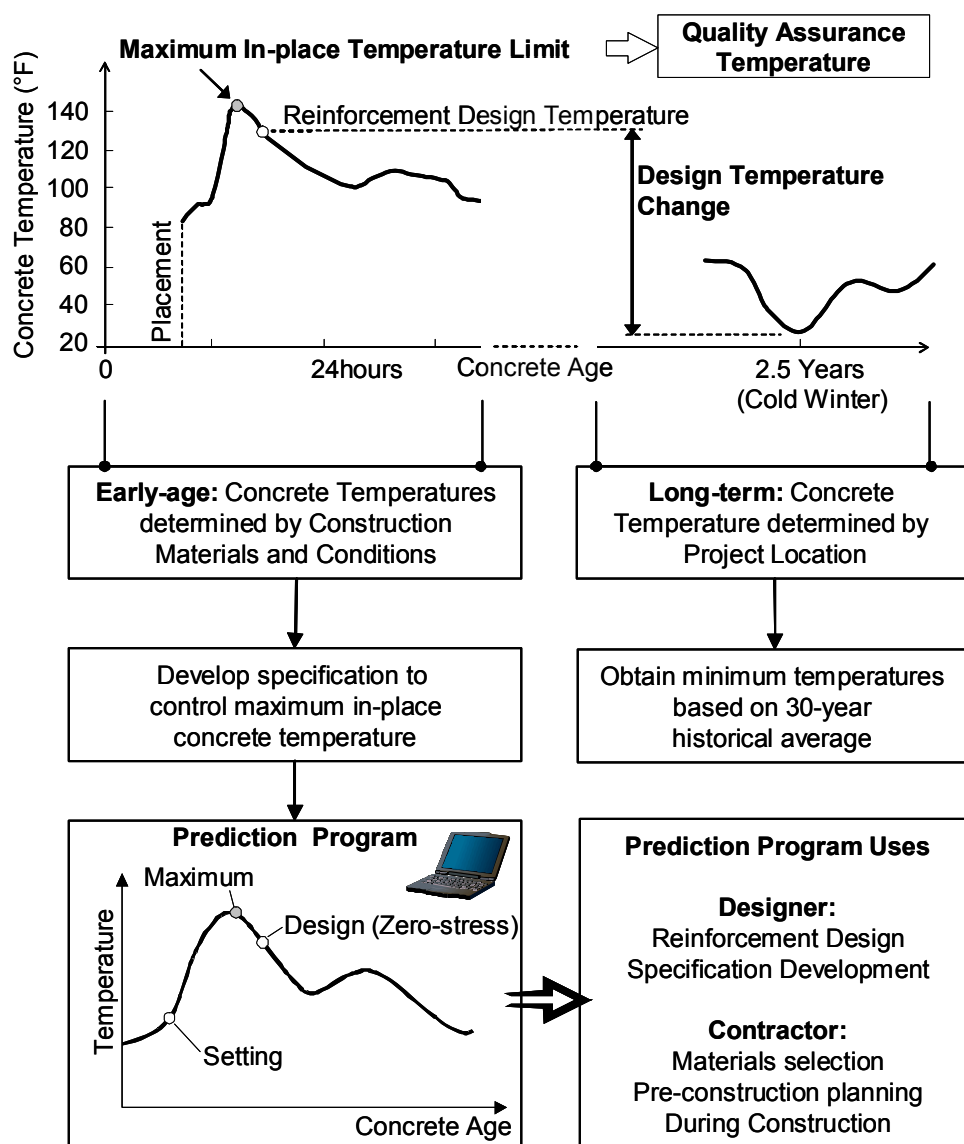 Maximum In-place Temperature Limit
Quality Assurance
Temperature
Concrete Temperature (°F)
140
120
100
80
60
40
20
Placement
Reinforcement Design Temperature
Design Temperature
Change
0
24hours
Concrete Age
2.5 Years
(Cold Winter)
Early-age: Concrete Temperatures
determined by Construction
Materials and Conditions
Long-term: Concrete
Temperature determined by
Project Location
Develop specification to
control maximum in-place
concrete temperature
Obtain minimum temperatures
based on 30-year
historical average
Prediction Program
Maximum
Design (Zero-stress)
Temperature
Setting
Concrete Age
Prediction Program Uses
Designer:
Reinforcement Design
Specification Development
Contractor:
Materials selection
Pre-construction planning
During Construction